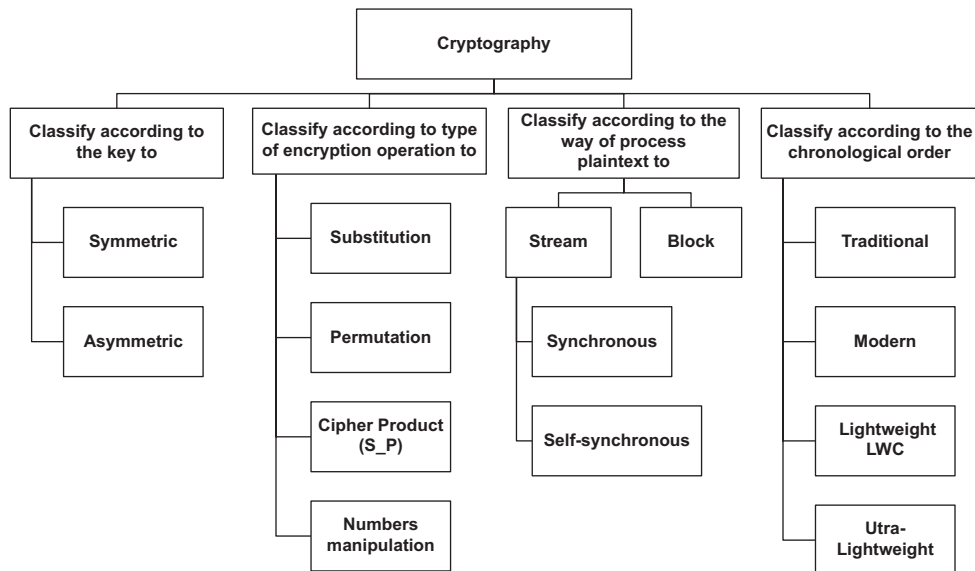 Cryptography
Classify according to
the key to
Classify according to type
of encryption operation to
Classify according to the
way of process
plaintext to
Classify according to the
chronological order
Symmetric
Asymmetric
Substitution
Permutation
Cipher Product
(S_P)
Numbers
manipulation
Stream
Block
Synchronous
Self-synchronous
Traditional
Modern
Lightweight
LWC
Utra-
Lightweight